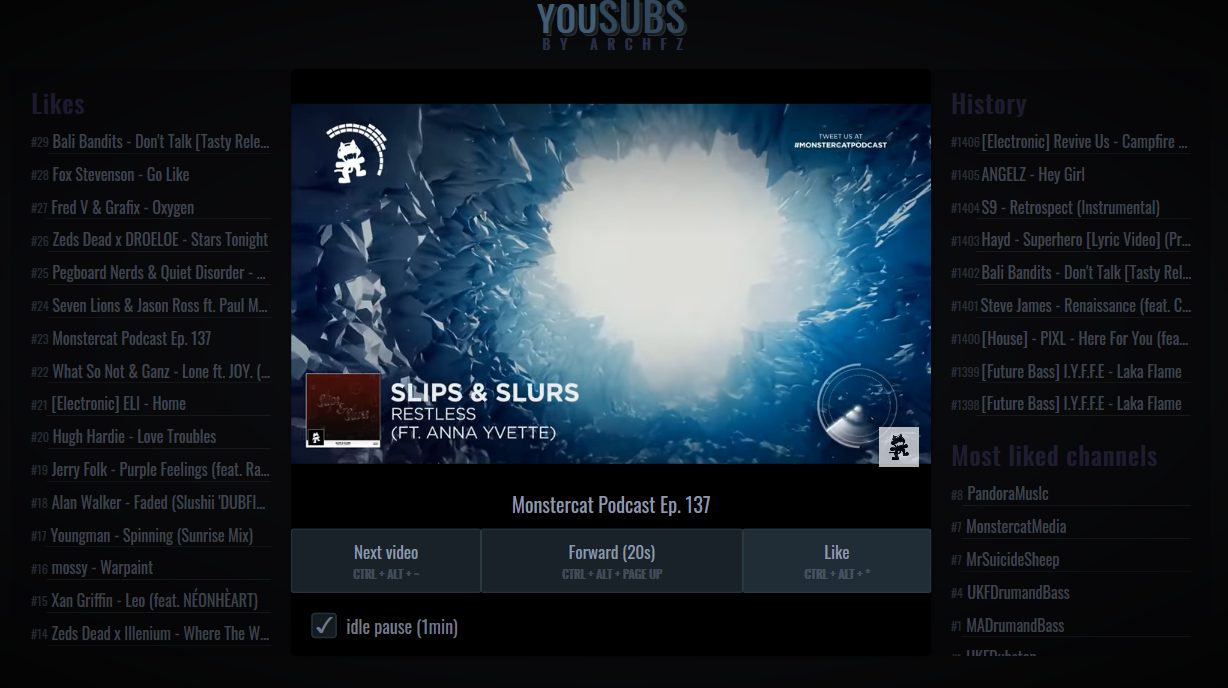 YOUSUBS
BY ARCHFZ
Likes
#29 Bali Bandits - Don't Talk [Tasty Rele...
#28 Fox Stevenson - Go Like
#27 Fred V & Grafix - Oxygen
#26 Zeds Dead x DROELOE - Stars Tonight
#25 Pegboard Nerds & Quiet Disorder - ...
#24 Seven Lions & Jason Ross ft. Paul M...
#23 Monstercat Podcast Ep. 137
#22 What So Not & Ganz - Lone ft. JOY. (...
#21 [Electronic] ELI - Home
#20 Hugh Hardie - Love Troubles
#19 Jerry Folk - Purple Feelings (feat. Ra...
#18 Alan Walker - Faded (Slushii 'DUBFI...
#17 Youngman - Spinning (Sunrise Mix)
#16 mossy - Warpaint
#15 Xan Griffin - Leo (feat. NÉONHÈART)
#14 Zeds Dead x Illenium - Where The W...
TWEET US AT
#MONSTERCATPODCAST
SLIPS & SLURS
RESTLE$S
(FT. ANNA YVETTE)
Monstercat Podcast Ep. 137
Next video
CTRL + ALT + -
Forward (20s)
CTRL + ALT + PAGE UP
Like
CTRL + ALT + *
idle pause (1min)
History
#1406 [Electronic] Revive Us - Campfire ...
#1405 ANGELZ - Hey Girl
#1404 S9 - Retrospect (Instrumental)
#1403 Hayd - Superhero [Lyric Video] (Pr...
#1402 Bali Bandits - Don't Talk [Tasty Rel...
#1401 Steve James - Renaissance (feat. C...
#1400 [House] - PIXL - Here For You (fea...
#1399 [Future Bass] I.Y.F.F.E - Laka Flame
#1398 [Future Bass] I.Y.F.F.E - Laka Flame
Most liked channels
#8 PandoraMuslc
#7 MonstercatMedia
#7 MrSuicideSheep
#4 UKFDrumandBass
#1 MADrumandBass